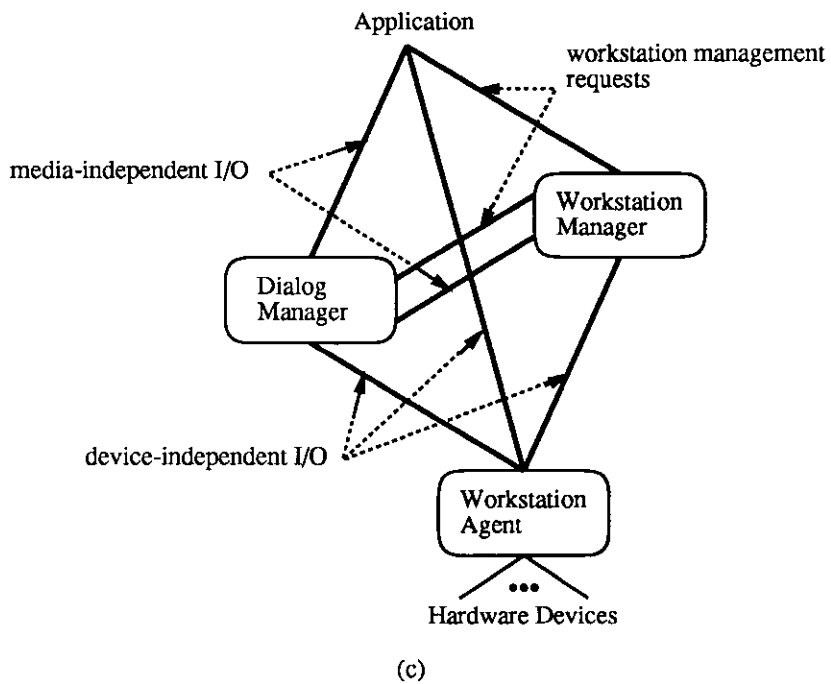 Application
workstation management
requests
media-independent I/O
Workstation
Manager
Dialog
Manager
device-independent I/O
Workstation
Agent
Hardware Devices
(c)